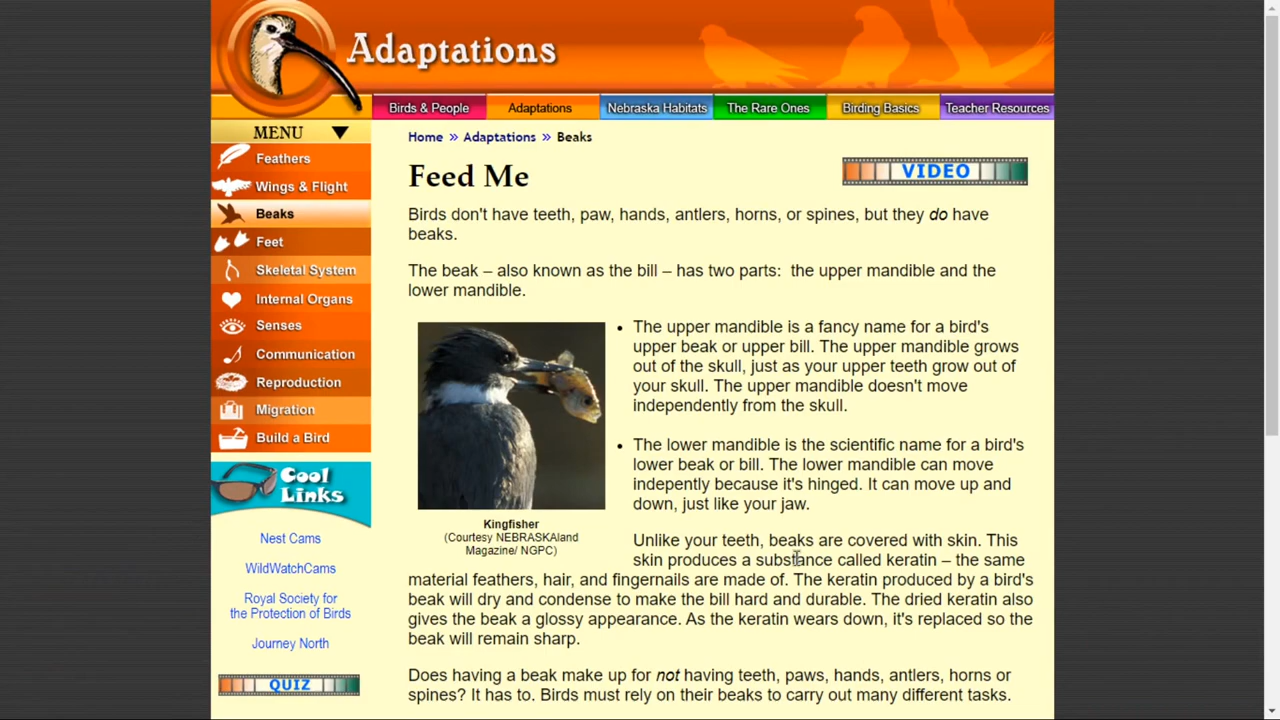 Adaptations
Birds & People
Adaptations
Nebraska Habitats
The Rare Ones
Birding Basics
Teacher Resources
MENU
Feathers
Wings & Flight
Beaks
Feet
Skeletal System
Internal Organs
Senses
Communication
Reproduction
Migration
Build a Bird
Cool
Links
Nest Cams
WildWatchCams
Royal Society for
the Protection of Birds
Journey North
QUIZ
Home » Adaptations » Beaks
Feed Me
VIDEO
Birds don't have teeth, paw, hands, antlers, horns, or spines, but they do have
beaks.
The beak – also known as the bill – has two parts:  the upper mandible and the
lower mandible.
• The upper mandible is a fancy name for a bird's
upper beak or upper bill. The upper mandible grows
out of the skull, just as your upper teeth grow out of
your skull. The upper mandible doesn't move
independently from the skull.
• The lower mandible is the scientific name for a bird's
lower beak or bill. The lower mandible can move
indepently because it's hinged. It can move up and
down, just like your jaw.
Kingfisher
(Courtesy NEBRASKAland
Magazine/ NGPC)
Unlike your teeth, beaks are covered with skin. This
skin produces a substance called keratin – the same
material feathers, hair, and fingernails are made of. The keratin produced by a bird's
beak will dry and condense to make the bill hard and durable. The dried keratin also
gives the beak a glossy appearance. As the keratin wears down, it's replaced so the
beak will remain sharp.
Does having a beak make up for not having teeth, paws, hands, antlers, horns or
spines? It has to. Birds must rely on their beaks to carry out many different tasks.